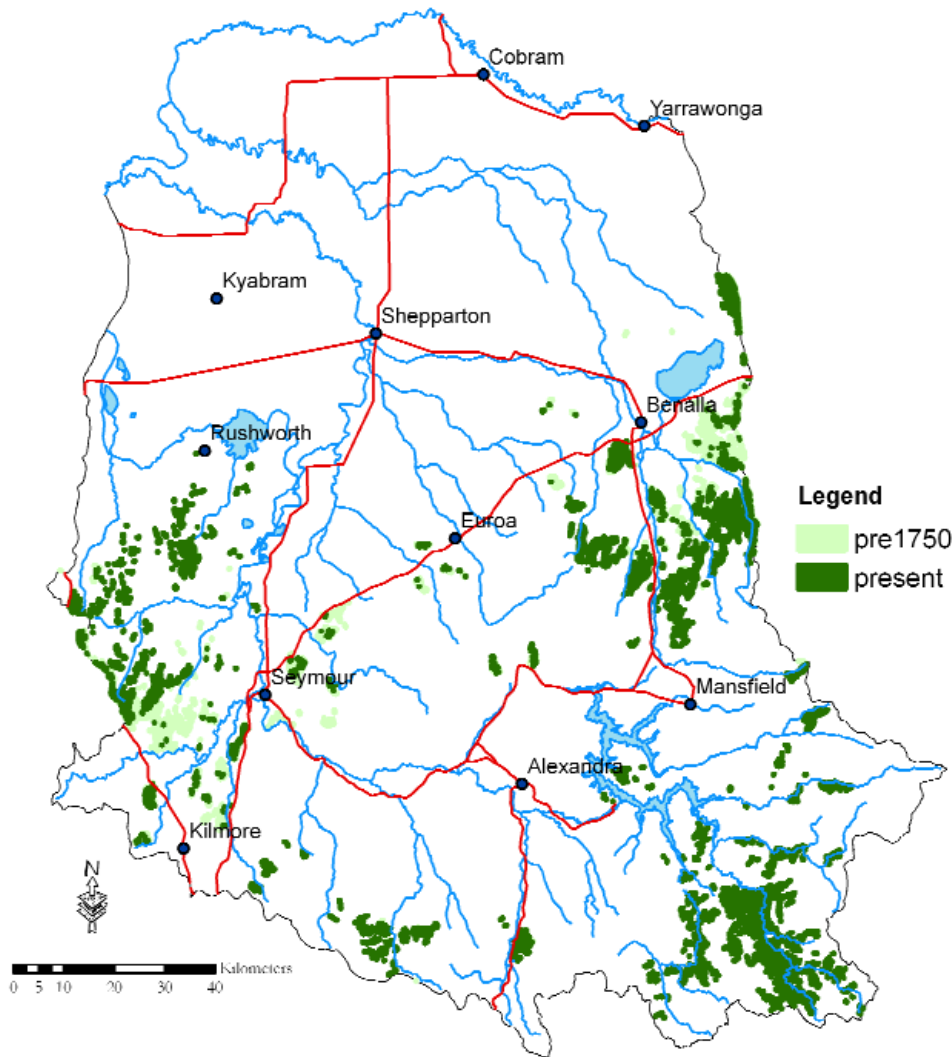 Cobram
Yarrawonga
Kyabram
Shepparton
Benalla
Rushworth
Legend
pre1750
Euroa
present
Seymour
Mansfield
Alexandra
Kilmore
N
Kilometers
0 5 10 20 30 40